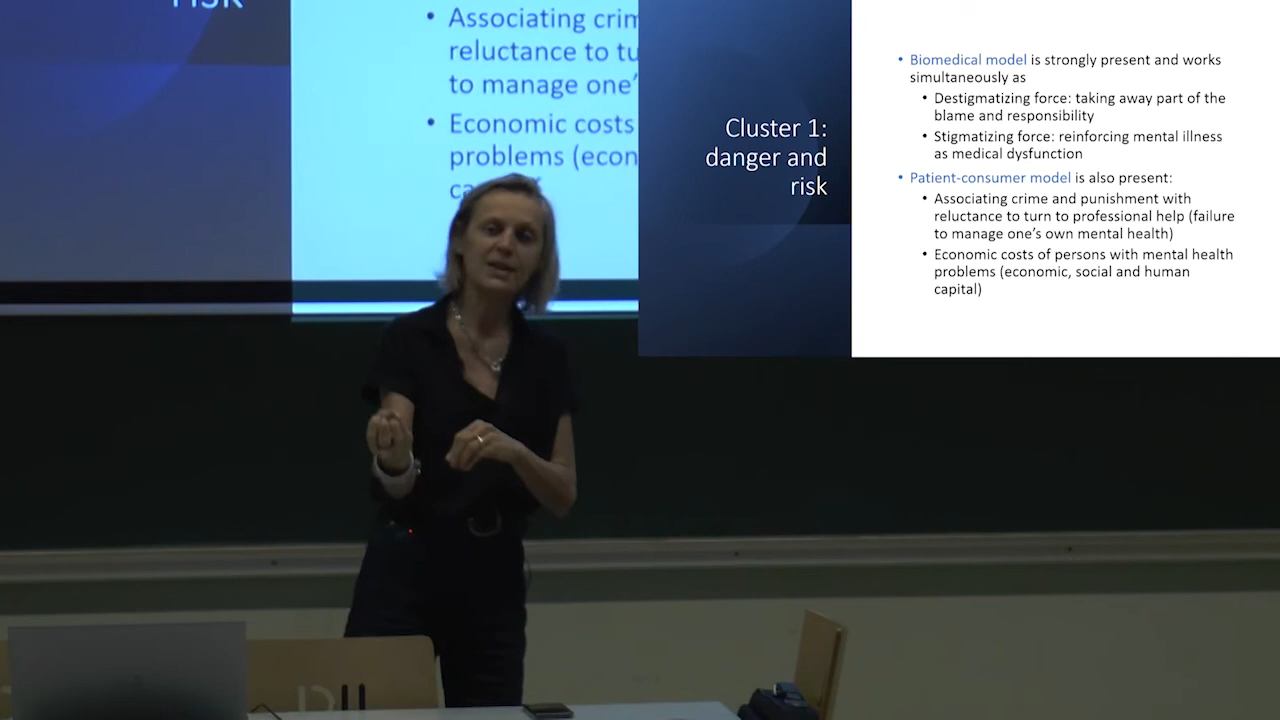 risk
• Associating crim
reluctance to tu
to manage one’
• Economic costs
problems (econ
Cluster 1:
danger and
risk
• Biomedical model is strongly present and works
simultaneously as
• Destigmatizing force: taking away part of the
blame and responsibility
• Stigmatizing force: reinforcing mental illness
as medical dysfunction
• Patient-consumer model is also present:
• Associating crime and punishment with
reluctance to turn to professional help (failure
to manage one’s own mental health)
• Economic costs of persons with mental health
problems (economic, social and human
capital)